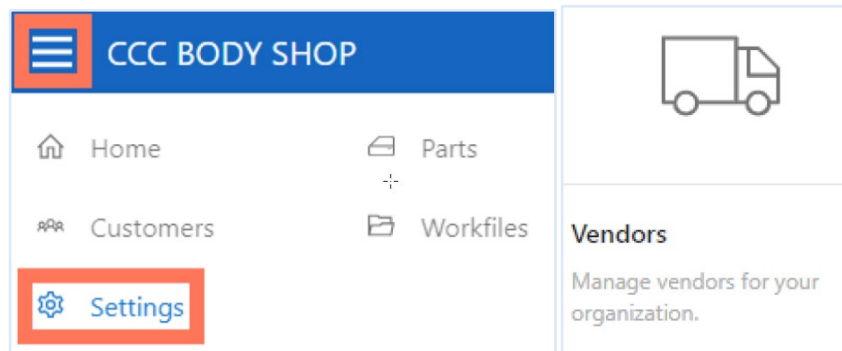 CCC BODY SHOP
Home
Parts
Customers
Workfiles
Settings
Vendors
Manage vendors for your
organization.